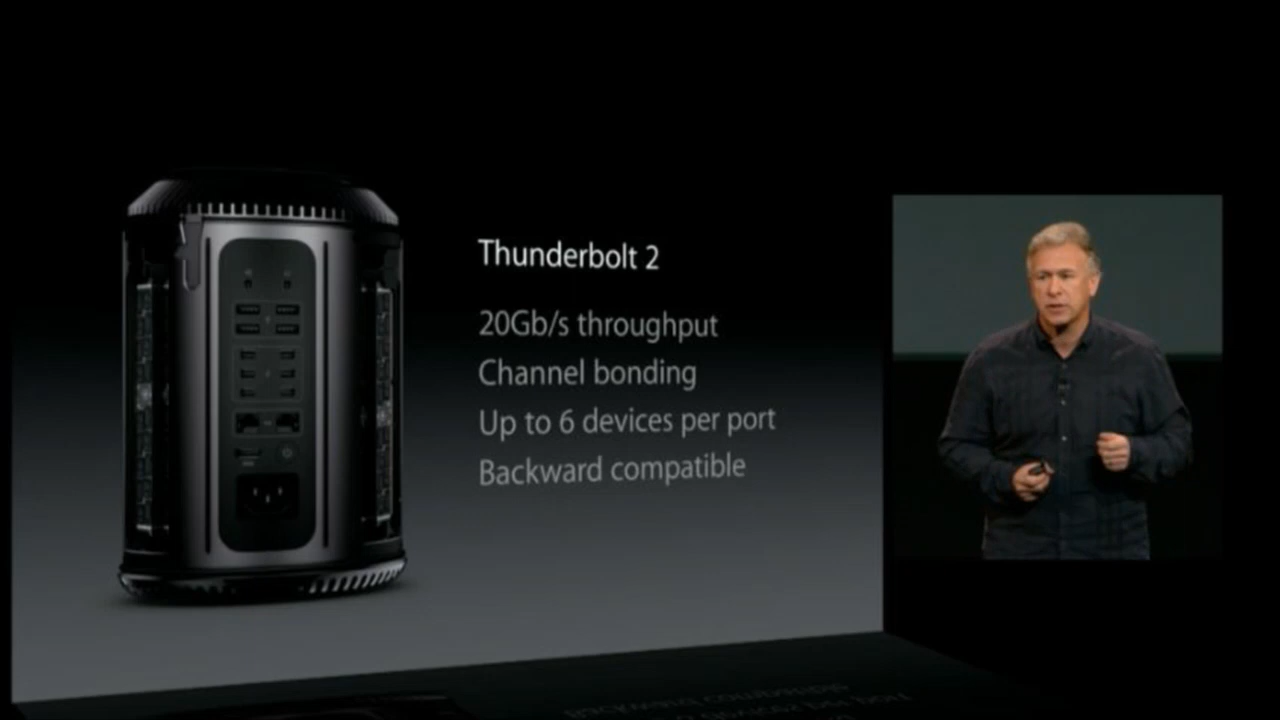 Thunderbolt 2
20Gb/s throughput
Channel bonding
Up to 6 devices per port
Backward compatible